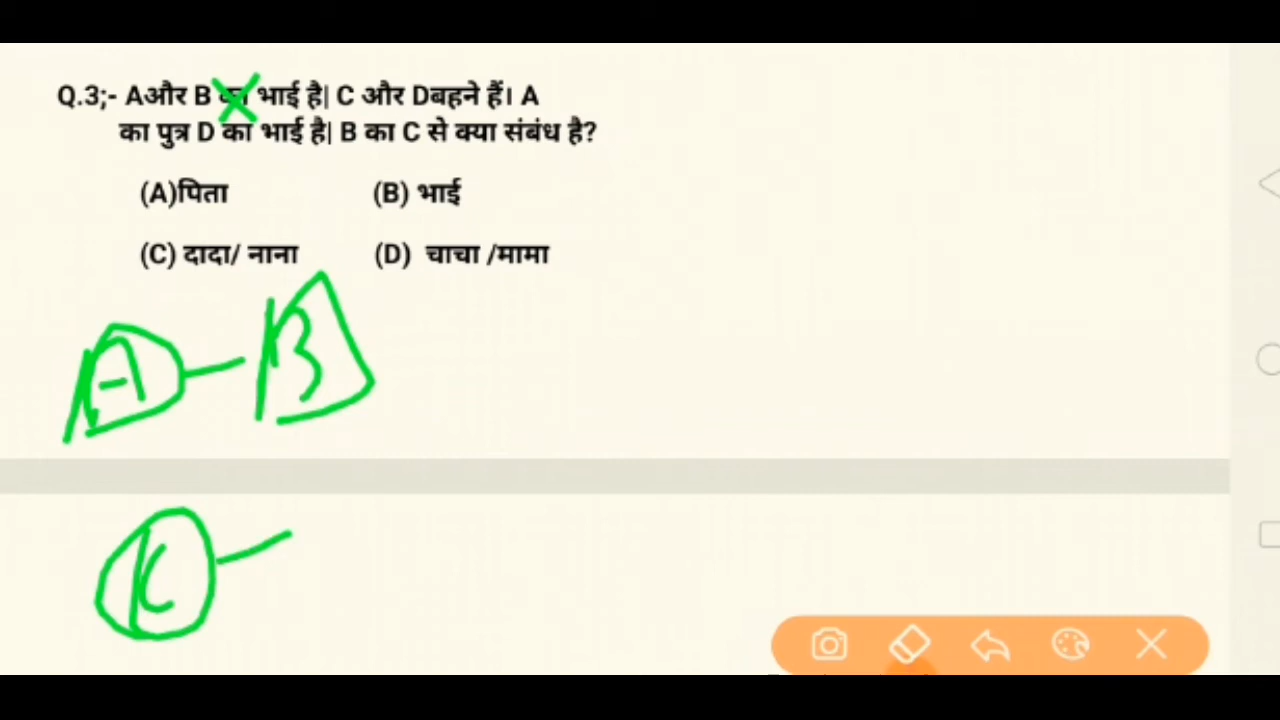 Q.3;- Aऔर B का भाई है| C और Dबहने हैं। A
का पुत्र D का भाई है| B का C से क्या संबंध है?
(A)पिता (B) भाई
(C) दादा/ नाना (D) चाचा /मामा
A B
C